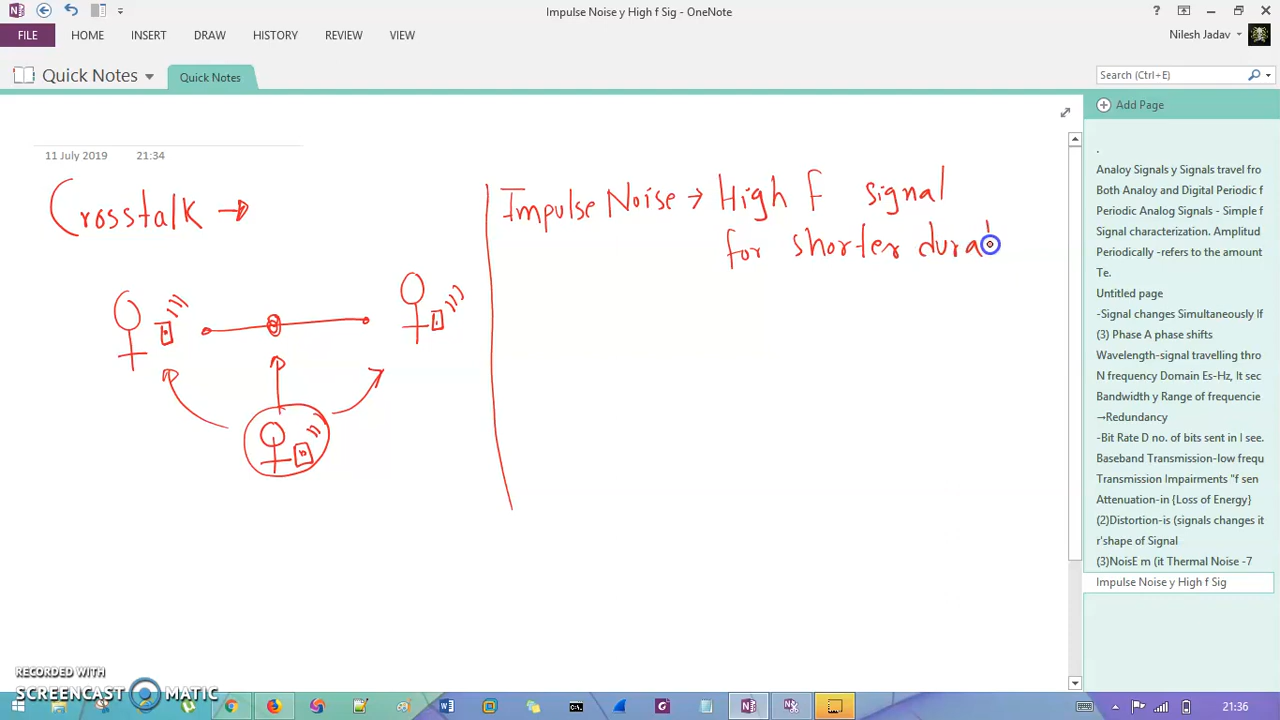 Impulse Noise y High f Sig - OneNote
FILE
HOME
INSERT
DRAW
HISTORY
REVIEW
VIEW
Nilesh Jadav
Quick Notes
Quick Notes
Search (Ctrl+E)
Add Page
11 July 2019 21:34
Crosstalk →
Impulse Noise → High f signal
for shorter durat
.
Analoy Signals y Signals travel fro
Both Analoy and Digital Periodic f
Periodic Analog Signals - Simple f
Signal characterization. Amplitud
Periodically -refers to the amount
Te.
Untitled page
-Signal changes Simultaneously If
(3) Phase A phase shifts
Wavelength-signal travelling thro
N frequency Domain Es-Hz, It sec
Bandwidth y Range of frequencie
→Redundancy
-Bit Rate D no. of bits sent in I see.
Baseband Transmission-low frequ
Transmission Impairments "f sen
Attenuation-in {Loss of Energy}
(2)Distortion-is (signals changes it
r'shape of Signal
(3)NoisE m (it Thermal Noise -7
Impulse Noise y High f Sig
RECORDED WITH
SCREENCAST MATIC
21:36